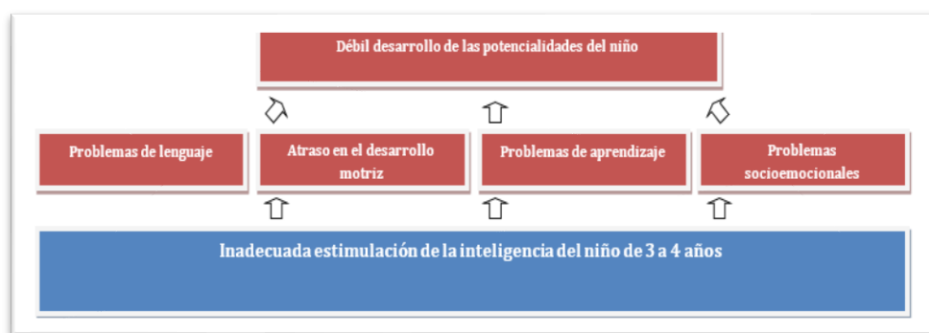 Débil desarrollo de las potencialidades del niño
Problemas de lenguaje
Atraso en el desarrollo
motriz
Problemas de aprendizaje
Problemas
socioemocionales
Inadecuada estimulación de la inteligencia del niño de 3 a 4 años